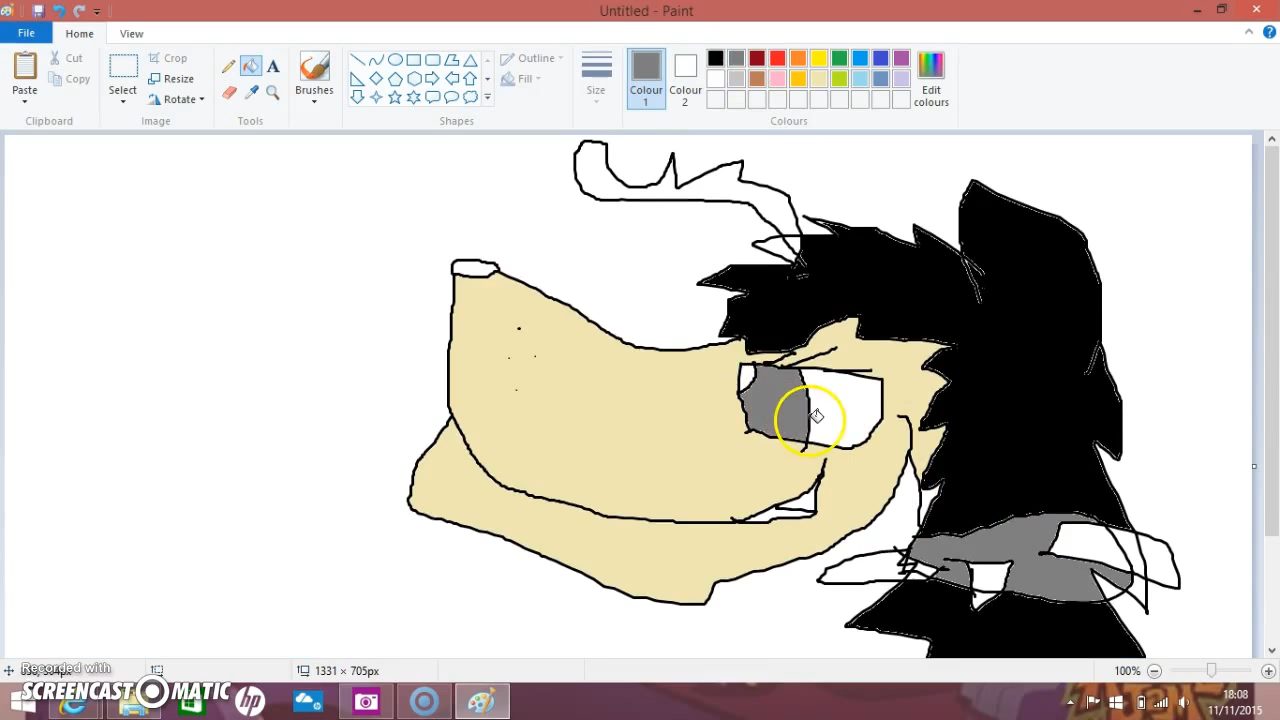 Untitled - Paint
File
Home
View
Paste
Cut
Copy
Clipboard
Select
Crop
Resize
Rotate
Image
A
Tools
Brushes
Outline
Fill
Shapes
Size
Colour 1
Colour 2
Edit colours
Colours
1331 × 705px
100%
Recorded with
SCREENCAST-O-MATIC
hp
18:08
11/11/2015